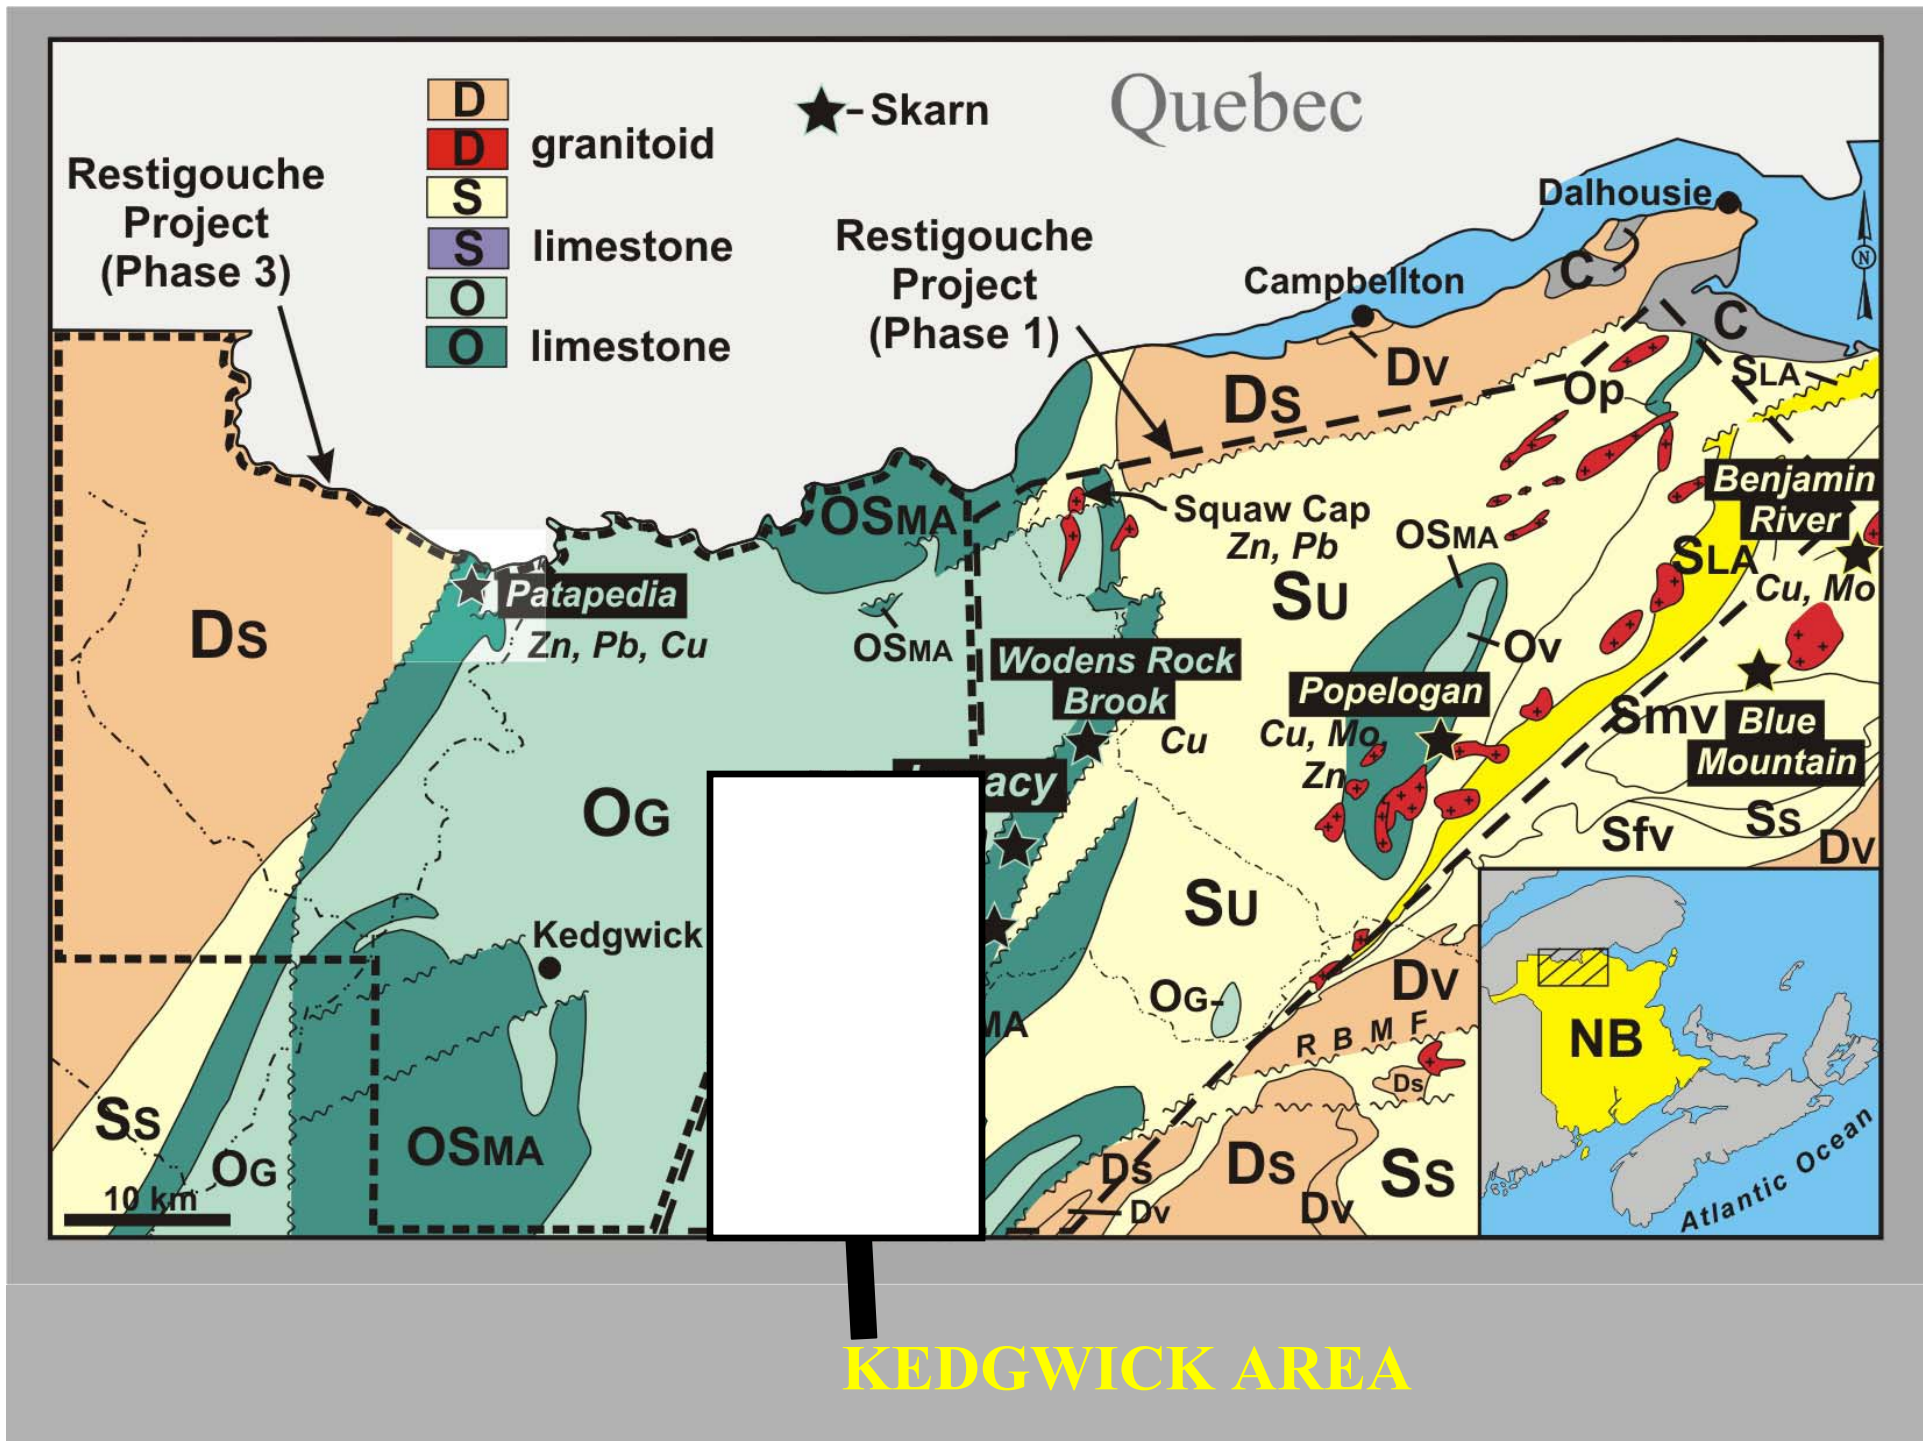 D
D granitoid
S
S limestone
O
O limestone
Skarn
Quebec
Restigouche
Project
(Phase 3)
Restigouche
Project
(Phase 1)
Dalhousie
Campbellton
C
C
Dv
Ds
Op
SLA
N
Squaw Cap
Zn, Pb
OSMA
OSMA
OSMA
SU
SLA
Benjamin
River
Cu, Mo
Ds
Patapedia
Zn, Pb, Cu
Wodens Rock
Brook
Cu
Ov
Popelogan
Cu, Mo,
Zn
Smv
Blue
Mountain
Ss
Sfv
Dv
OG
acy
SU
Kedgwick
OG
MA
Dv
R B M F
Ds
Ss
OG
OSMA
10 km
Ds
Dv
Ds
Dv
Ss
NB
Atlantic Ocean
KEDGWICK AREA